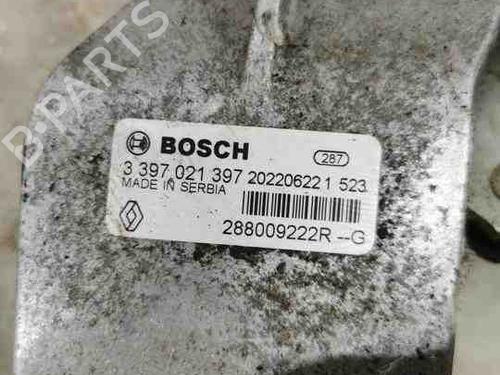 B-PARTS
BOSCH
287
3 397 021 397 202206221 523
MADE IN SERBIA
288009222R --G